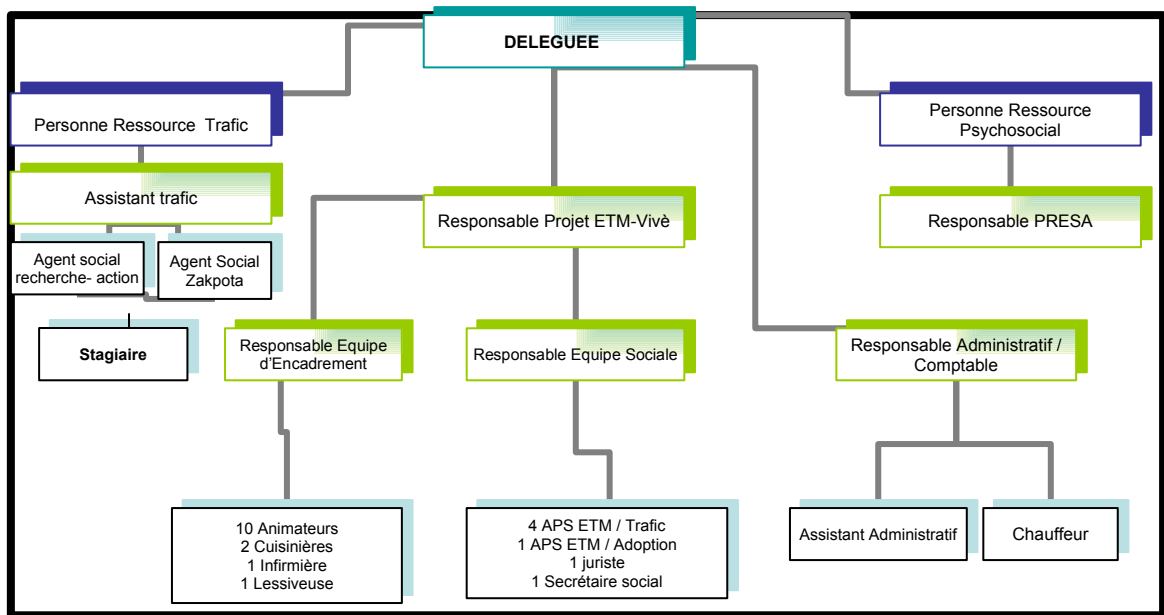 DELEGUEE
Personne Ressource Trafic
Personne Ressource
Psychosocial
Assistant trafic
Responsable Projet ETM-Vivè
Responsable PRESA
Agent social
recherche- action
Agent Social
Zakpota
Stagiaire
Responsable Equipe
d'Encadrement
Responsable Equipe Sociale
Responsable Administratif /
Comptable
10 Animateurs
2 Cuisinières
1 Infirmière
1 Lessiveuse
4 APS ETM / Trafic
1 APS ETM / Adoption
1 juriste
1 Secrétaire social
Assistant Administratif
Chauffeur